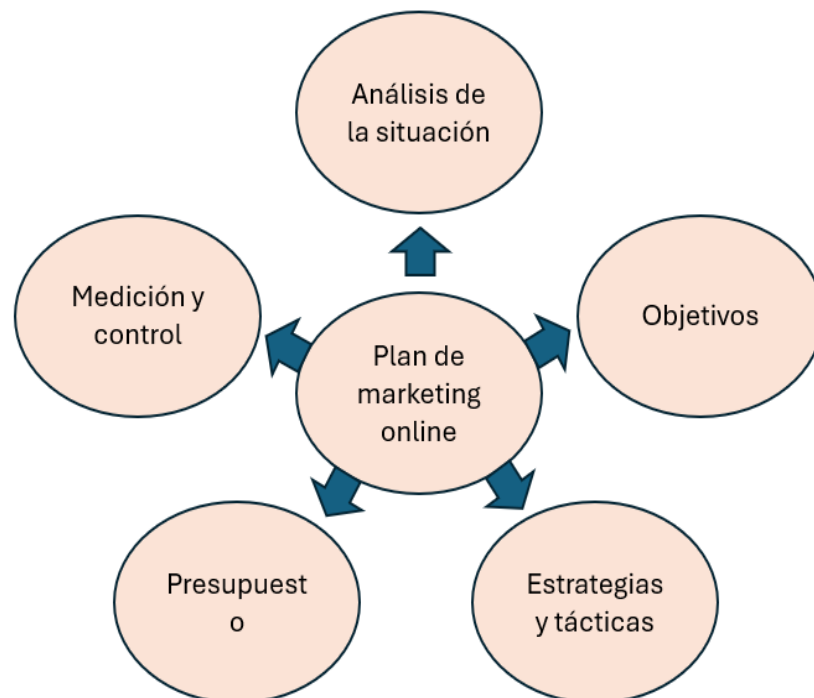 Análisis de
la situación
Medición y
control
Objetivos
Plan de
marketing
online
Presupuest
o
Estrategias
y tácticas